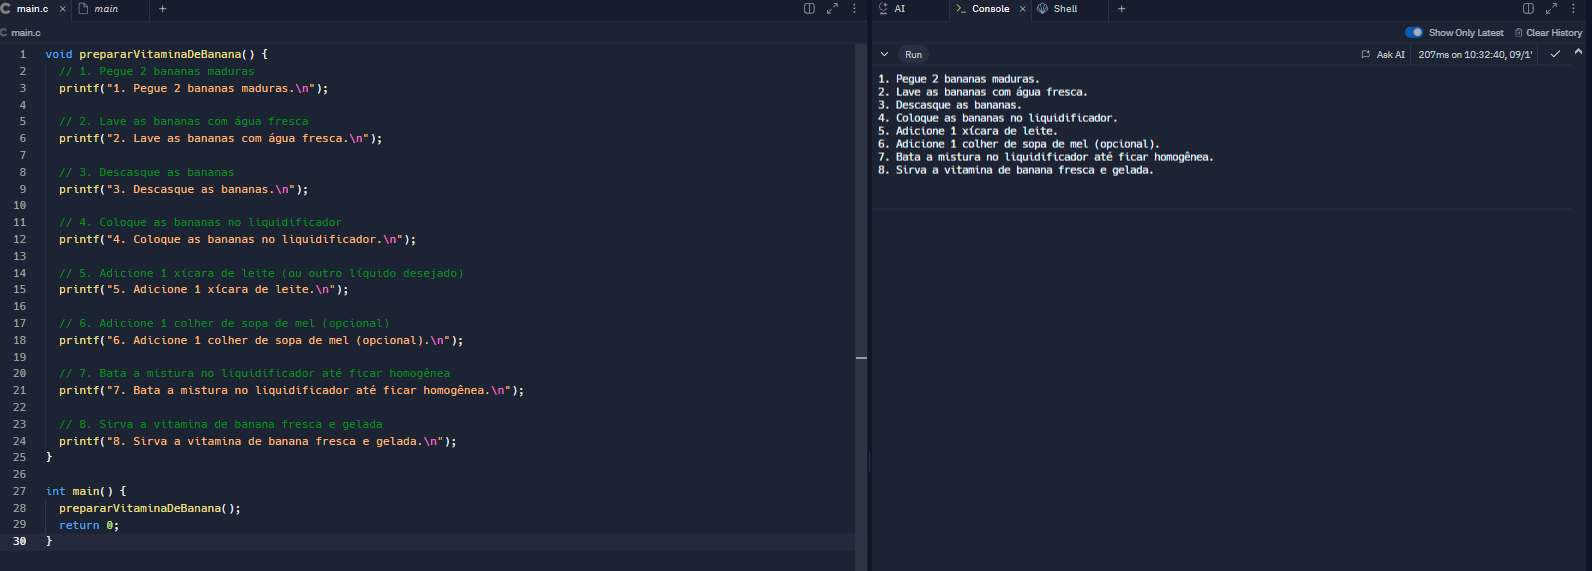 main.c
main
main.c
1 void prepararVitaminaDeBanana() {
2 // 1. Pegue 2 bananas maduras
3 printf("1. Pegue 2 bananas maduras.\n");
4
5 // 2. Lave as bananas com água fresca
6 printf("2. Lave as bananas com água fresca.\n");
7
8 // 3. Descasque as bananas
9 printf("3. Descasque as bananas.\n");
10
11 // 4. Coloque as bananas no liquidificador
12 printf("4. Coloque as bananas no liquidificador.\n");
13
14 // 5. Adicione 1 xícara de leite (ou outro líquido desejado)
15 printf("5. Adicione 1 xícara de leite.\n");
16
17 // 6. Adicione 1 colher de sopa de mel (opcional)
18 printf("6. Adicione 1 colher de sopa de mel (opcional).\n");
19
20 // 7. Bata a mistura no liquidificador até ficar homogênea
21 printf("7. Bata a mistura no liquidificador até ficar homogênea.\n");
22
23 // 8. Sirva a vitamina de banana fresca e gelada
24 printf("8. Sirva a vitamina de banana fresca e gelada.\n");
25 }
26
27 int main() {
28 prepararVitaminaDeBanana();
29 return 0;
30 }
AI
Console
Shell
Show Only Latest
Clear History
Run
Ask AI
207ms on 10:32:40, 09/1'
1. Pegue 2 bananas maduras.
2. Lave as bananas com água fresca.
3. Descasque as bananas.
4. Coloque as bananas no liquidificador.
5. Adicione 1 xícara de leite.
6. Adicione 1 colher de sopa de mel (opcional).
7. Bata a mistura no liquidificador até ficar homogênea.
8. Sirva a vitamina de banana fresca e gelada.